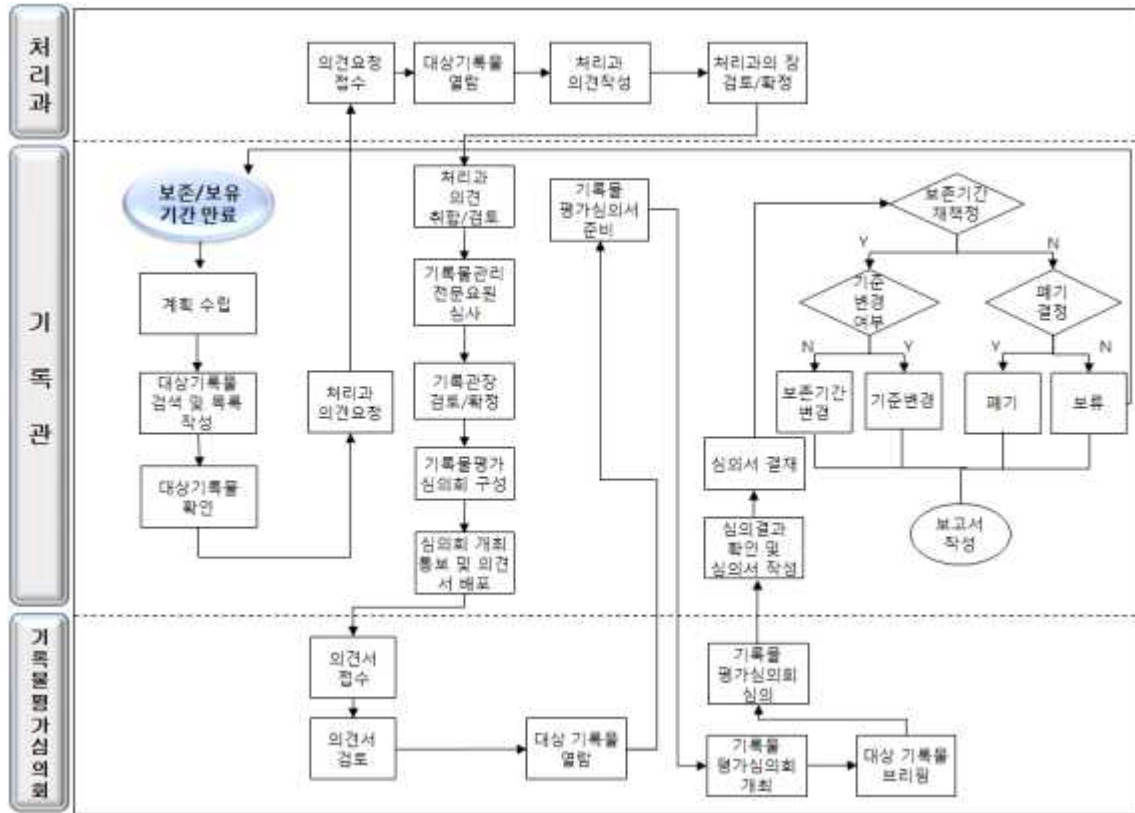 처리과
의견요청
접수
대상기록물
열람
처리과
의견작성
처리과의 장
검토/확정
기록관
보존/보유
기간 만료
계획 수립
대상기록물
검색 및 목록
작성
대상기록물
확인
처리과
의견요청
처리과
의견
취합/검토
기록물관리
전문요원
심사
기록관장
검토/확정
기록물평가
심의회 구성
심의회 개최
통보 및 의견
서 배포
기록물
평가심의서
준비
심의서 결재
심의결과
확인 및
심의서 작성
보존기간
재책정
Y
N
기준
변경
여부
폐기
결정
N
Y
Y
N
보존기간
변경
기준변경
폐기
보류
보고서
작성
기록물평가심의회
의견서
접수
의견서
검토
대상 기록물
열람
기록물
평가심의회
심의
기록물
평가심의회
개최
대상 기록물
브리핑